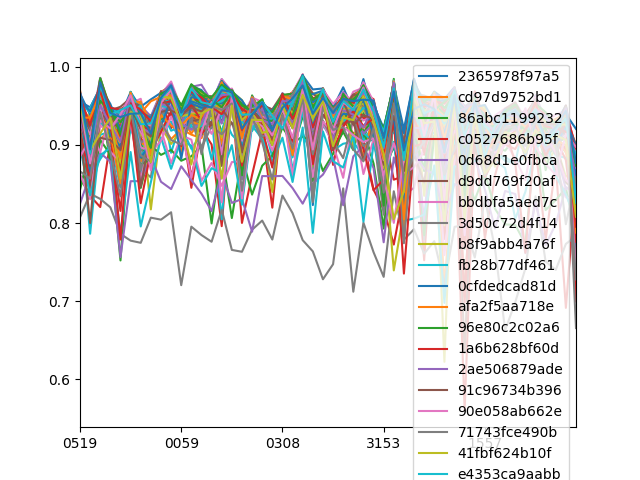 1.0
0.9
0.8
0.7
0.6
0519
0059
0308
3153
1557
2365978f97a5
cd97d9752bd1
86abc1199232
c0527686b95f
0d68d1e0fbca
d9dd769f20af
bbdbfa5aed7c
3d50c72d4f14
b8f9abb4a76f
fb28b77df461
0cfdedcad81d
afa2f5aa718e
96e80c2c02a6
1a6b628bf60d
2ae506879ade
91c96734b396
90e058ab662e
71743fce490b
41fbf624b10f
e4353ca9aabb